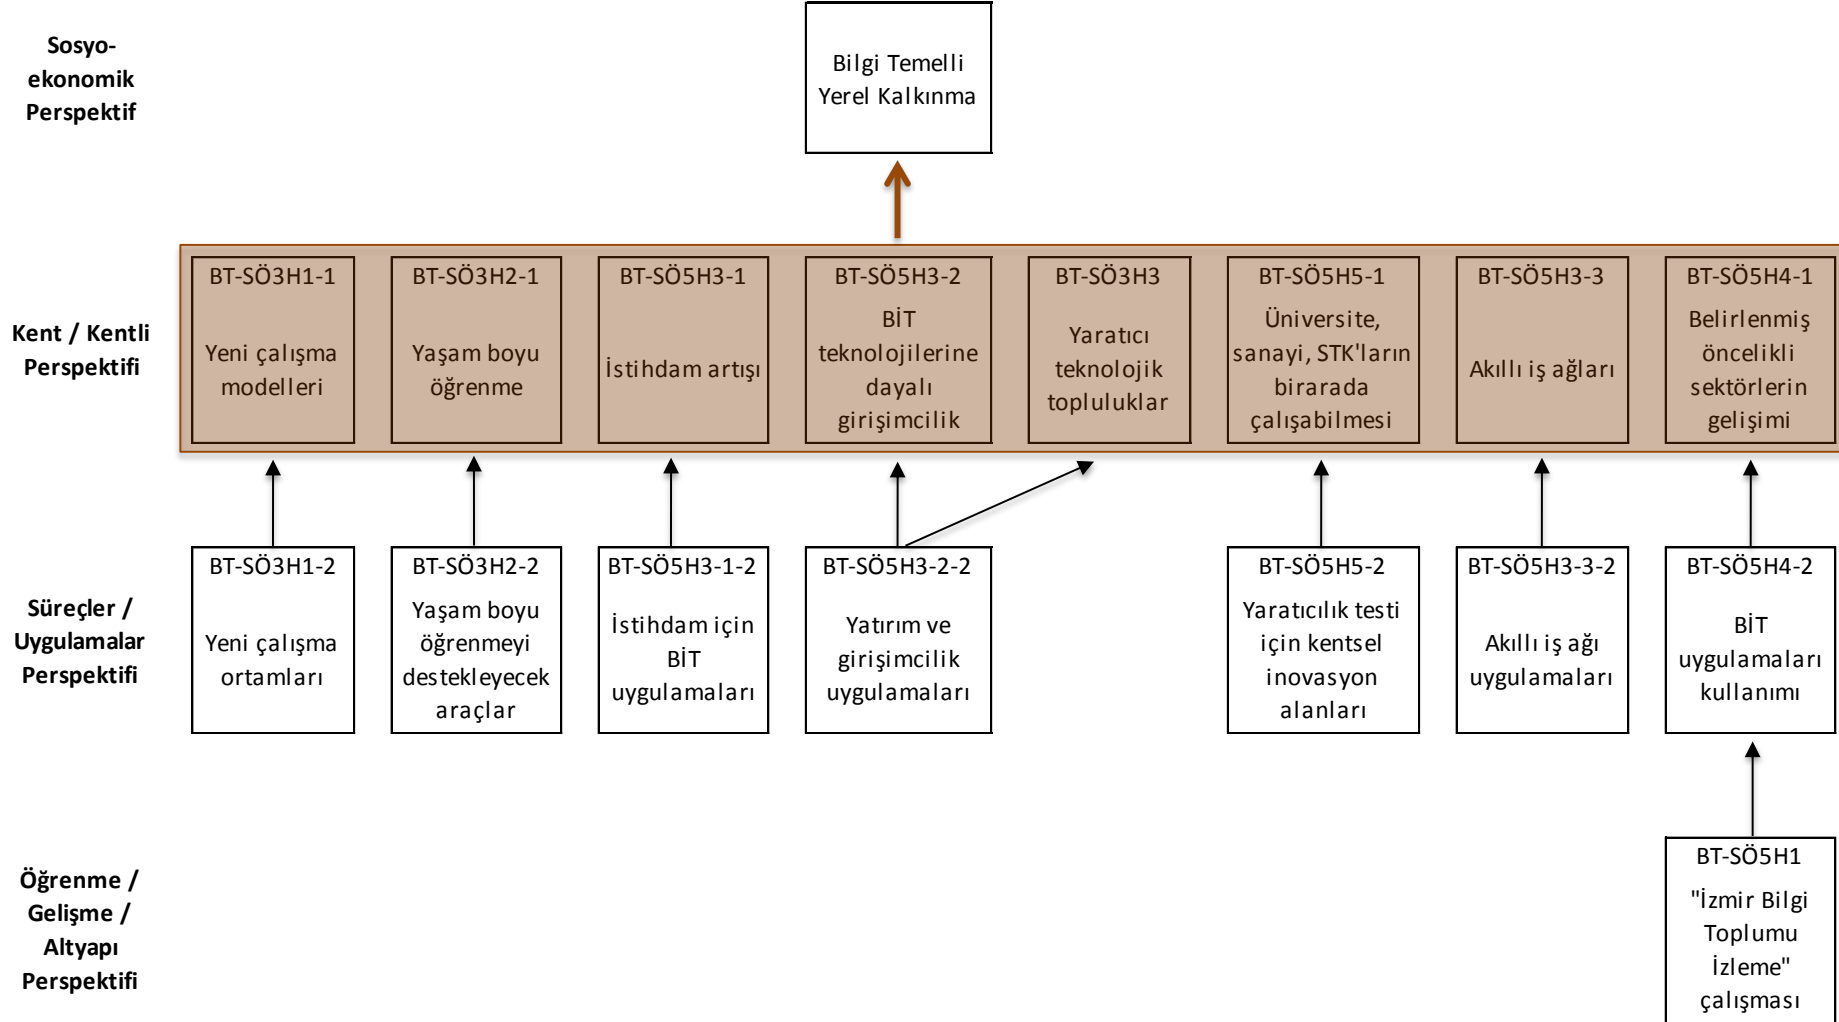 Sosyo-
ekonomik
Perspektif
Bilgi Temelli
Yerel Kalkınma
Kent / Kentli
Perspektifi
BT-SÖ3H1-1
Yeni çalışma
modelleri
BT-SÖ3H2-1
Yaşam boyu
öğrenme
BT-SÖ5H3-1
İstihdam artışı
BT-SÖ5H3-2
BİT
teknolojilerine
dayalı
girişimcilik
BT-SÖ3H3
Yaratıcı
teknolojik
topluluklar
BT-SÖ5H5-1
Üniversite,
sanayi, STK'ların
birarada
çalışabilmesi
BT-SÖ5H3-3
Akıllı iş ağları
BT-SÖ5H4-1
Belirlenmiş
öncelikli
sektörlerin
gelişimi
Süreçler /
Uygulamalar
Perspektifi
BT-SÖ3H1-2
Yeni çalışma
ortamları
BT-SÖ3H2-2
Yaşam boyu
öğrenmeyi
destekleyecek
araçlar
BT-SÖ5H3-1-2
İstihdam için
BİT
uygulamaları
BT-SÖ5H3-2-2
Yatırım ve
girişimcilik
uygulamaları
BT-SÖ5H5-2
Yaratıcılık testi
için kentsel
inovasyon
alanları
BT-SÖ5H3-3-2
Akıllı iş ağı
uygulamaları
BT-SÖ5H4-2
BİT
uygulamaları
kullanımı
Öğrenme /
Gelişme /
Altyapı
Perspektifi
BT-SÖ5H1
"İzmir Bilgi
Toplumu
İzleme"
çalışması